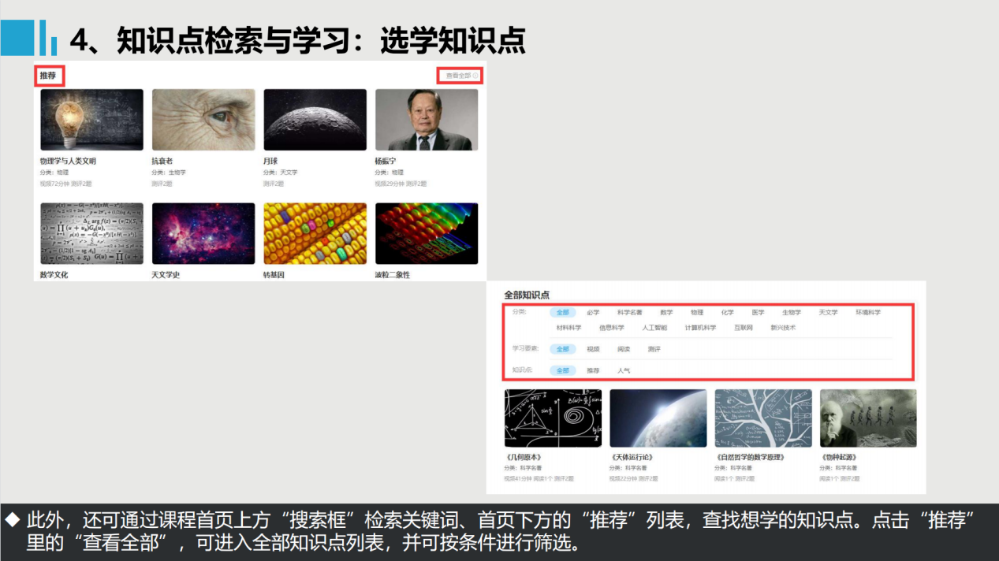 4、知识点检索与学习：选学知识点
推荐
查看全部
物理学与人类文明
分类：物理
视频72分钟 测评2题
抗衰老
分类：生物学
测评2题
月球
分类：天文学
测评2题
杨振宁
分类：物理
视频29分钟 测评2题
数学文化
天文学史
转基因
波粒二象性
全部知识点
分类: 全部 必学 科学名著 数学 物理 化学 医学 生物学 天文学 环境科学
材料科学 信息科学 人工智能 计算机科学 互联网 新兴技术
学习要素: 全部 视频 阅读 测评
知识点: 全部 推荐 人气
《几何原本》
分类：科学名著
视频41分钟 阅读1个 测评2题
《天体运行论》
分类：科学名著
视频22分钟 测评2题
《自然哲学的数学原理》
分类：科学名著
阅读1个 测评2题
《物种起源》
分类：科学名著
阅读1个 测评2题
◆ 此外，还可通过课程首页上方“搜索框”检索关键词、首页下方的“推荐”列表，查找想学的知识点。点击“推荐”
里的“查看全部”，可进入全部知识点列表，并可按条件进行筛选。